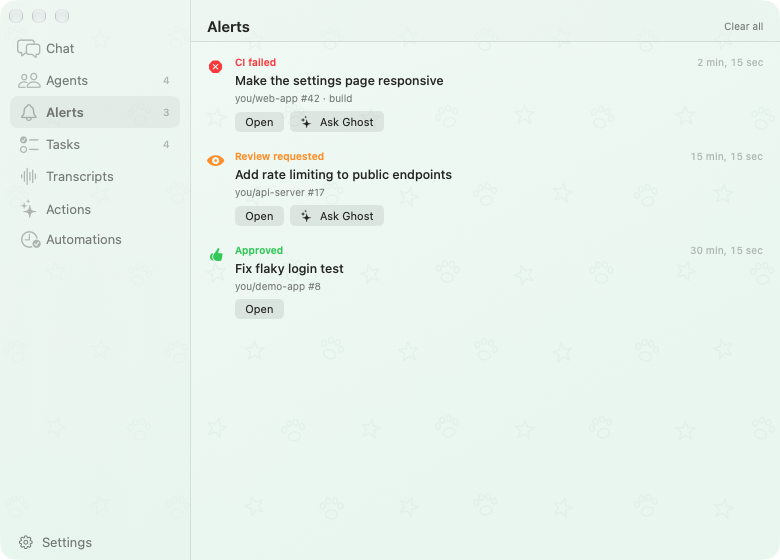 Chat
Agents 4
Alerts 3
Tasks 4
Transcripts
Actions
Automations
Settings
Alerts
Clear all
CI failed
2 min, 15 sec
Make the settings page responsive
you/web-app #42 · build
Open
Ask Ghost
Review requested
15 min, 15 sec
Add rate limiting to public endpoints
you/api-server #17
Open
Ask Ghost
Approved
30 min, 15 sec
Fix flaky login test
you/demo-app #8
Open